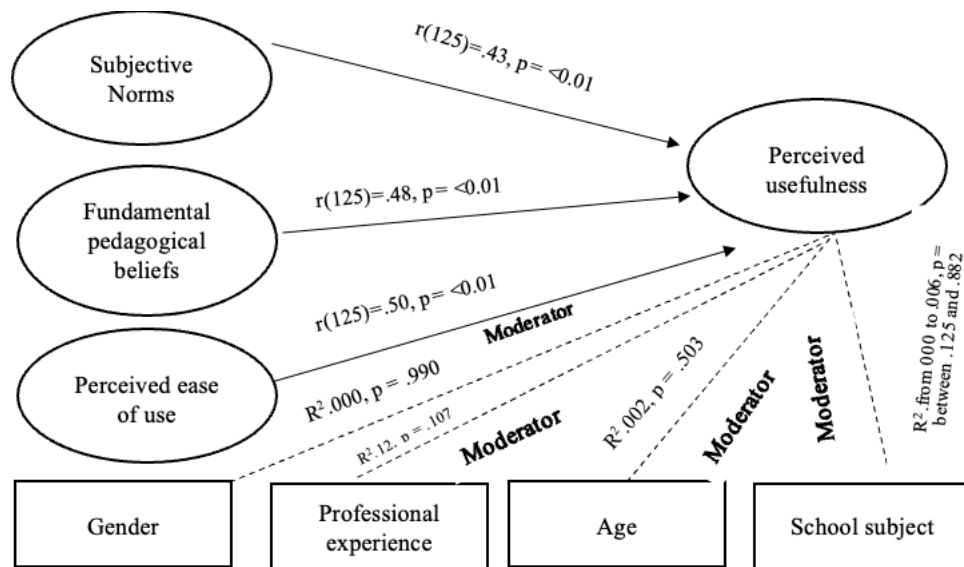 Subjective
Norms
r(125)=.43, p= <0.01
Perceived
usefulness
Fundamental
pedagogical
beliefs
r(125)=.48, p= <0.01
Perceived ease
of use
r(125)=.50, p= <0.01
Moderator
R².000, p = .990
R².12, p = .107
Moderator
R².002, p = .503
Moderator
Moderator
R².from 000 to .006, p =
between .125 and .882
Gender
Professional
experience
Age
School subject